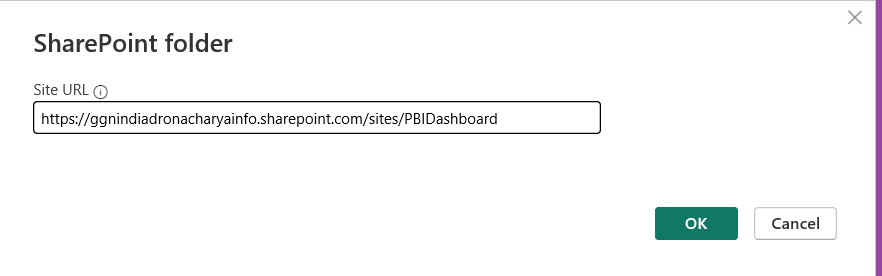 SharePoint folder
Site URL
https://ggnindiadronacharyainfo.sharepoint.com/sites/PBIDashboard
OK Cancel